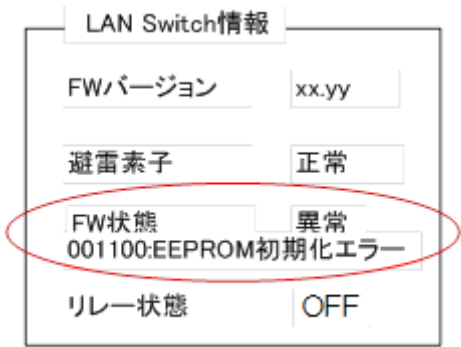 LAN Switch情報
FWバージョン xx.yy
避雷素子 正常
FW状態 異常
001100:EEPROM初期化エラー
リレー状態 OFF